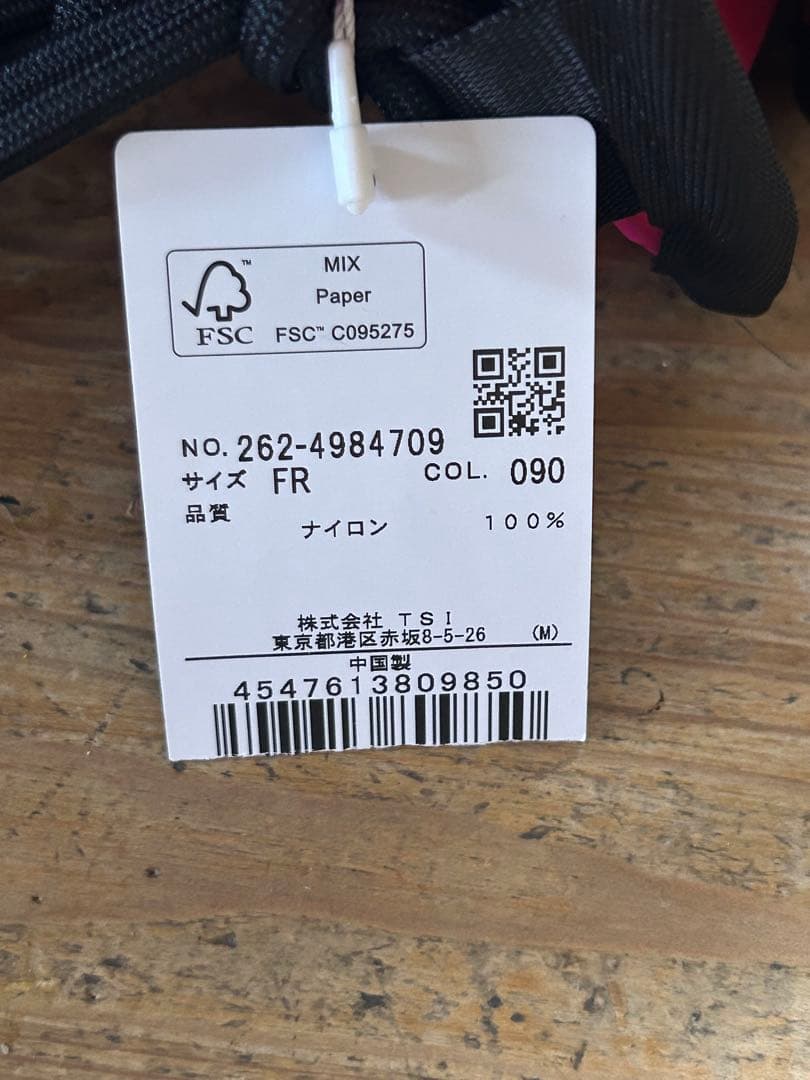 MIX
Paper
FSC™ C095275
FSC
NO. 262-4984709
サイズ FR COL. 090
品質
ナイロン 100%
株式会社 TSI
東京都港区赤坂8-5-26 (M)
中国製
4547613809850